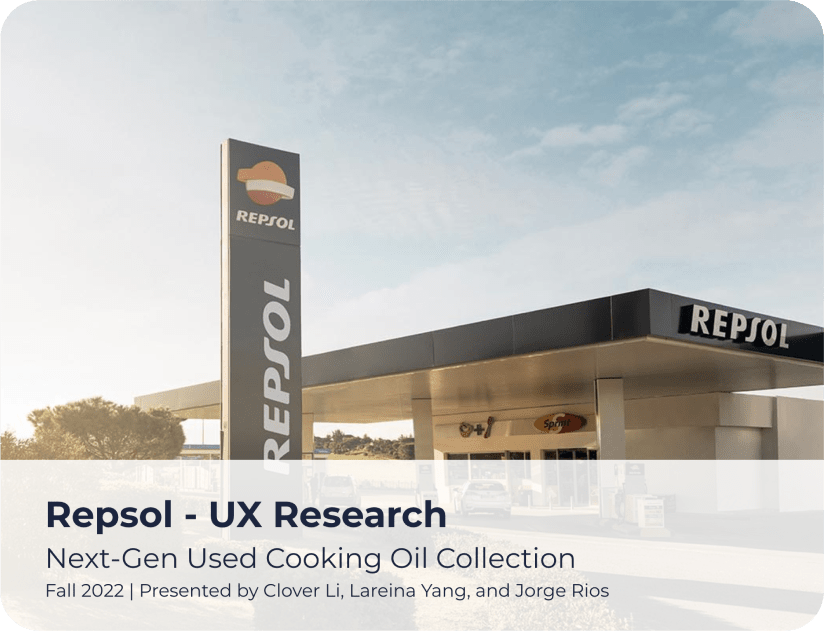 REPSOL
REPSOL
REPSOL
Sprint
Repsol - UX Research
Next-Gen Used Cooking Oil Collection
Fall 2022 | Presented by Clover Li, Lareina Yang, and Jorge Rios